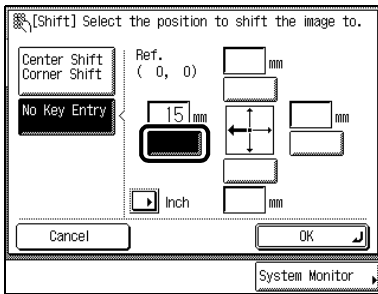 [Shift] Select the position to shift the image to.
Center Shift
Corner Shift
Ref.
( 0, 0)
mm
No Key Entry
15 mm
mm
Inch
mm
Cancel
OK
System Monitor